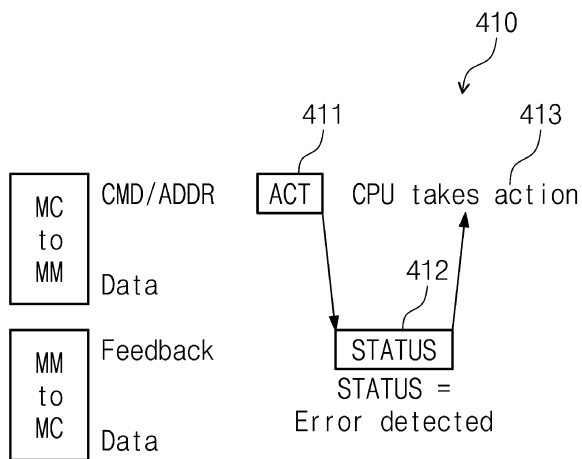 410
411
413
MC
to
MM
CMD/ADDR
ACT
CPU takes action
Data
412
MM
to
MC
Feedback
STATUS
STATUS =
Error detected
Data